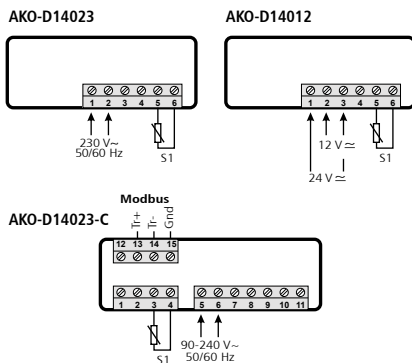 AKO-D14023
AKO-D14012
1 2 3 4 5 6
1 2 3 4 5 6
230 V~
50/60 Hz
S1
12 V ≃
24 V ≃
S1
Modbus
AKO-D14023-C
Tr+ Tr- Gnd
12 13 14 15
1 2 3 4
5 6 7 8 9 10 11
S1
90-240 V~
50/60 Hz